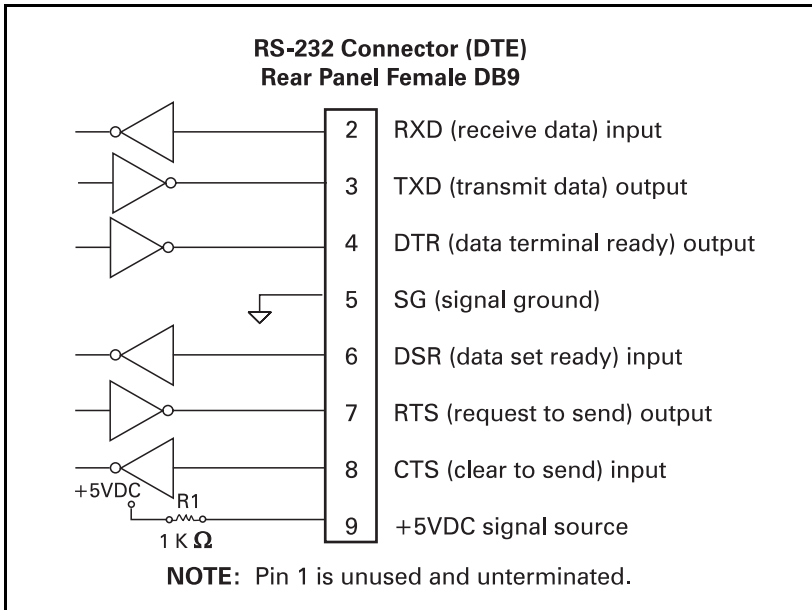 RS-232 Connector (DTE)
Rear Panel Female DB9
2 RXD (receive data) input
3 TXD (transmit data) output
4 DTR (data terminal ready) output
5 SG (signal ground)
6 DSR (data set ready) input
7 RTS (request to send) output
8 CTS (clear to send) input
+5VDC
R1
1 K Ω
9 +5VDC signal source
NOTE: Pin 1 is unused and unterminated.